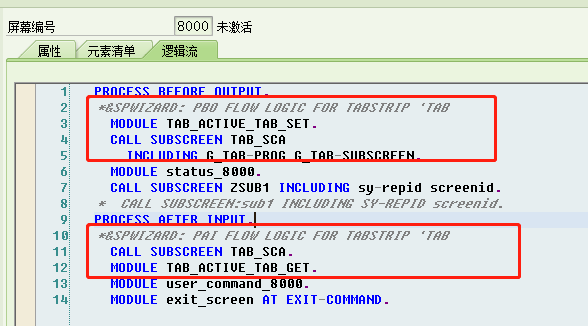 屏幕编号 8000 未激活
属性 元素清单 逻辑流
1 PROCESS BEFORE OUTPUT.
2 *&SPWIZARD: PBO FLOW LOGIC FOR TABSTRIP 'TAB
3 MODULE TAB_ACTIVE_TAB_SET.
4 CALL SUBSCREEN TAB_SCA
5 INCLUDING G_TAB-PROG G_TAB-SUBSCREEN.
6 MODULE status_8000.
7 CALL SUBSCREEN ZSUB1 INCLUDING sy-repid screenid.
8 * CALL SUBSCREEN:sub1 INCLUDING SY-REPID screenid.
9 PROCESS AFTER INPUT.
10 *&SPWIZARD: PAI FLOW LOGIC FOR TABSTRIP 'TAB
11 CALL SUBSCREEN TAB_SCA.
12 MODULE TAB_ACTIVE_TAB_GET.
13 MODULE user_command_8000.
14 MODULE exit_screen AT EXIT-COMMAND.